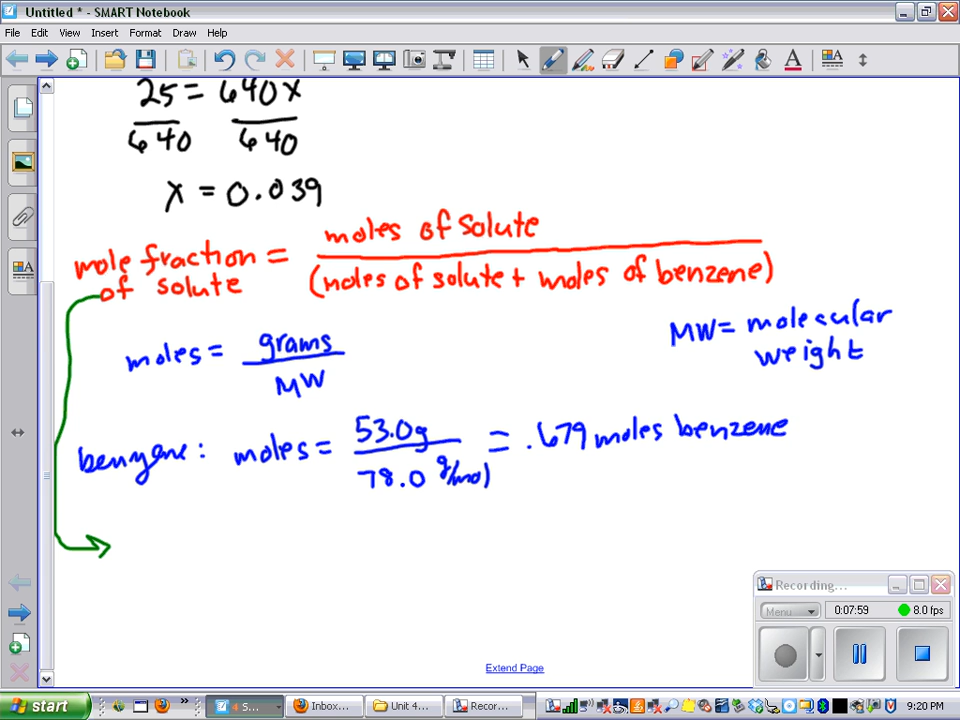 Untitled * - SMART Notebook
File Edit View Insert Format Draw Help
25 = 640x
640 640
x = 0.039
mole fraction of solute = moles of solute
(moles of solute + moles of benzene)
moles = grams
MW
MW = molecular
weight
benzene: moles = 53.0g = .679 moles benzene
78.0 g/mol
Recording...
Menu 0:07:59 8.0 fps
Extend Page
start 4 S... Inbox... Unit 4... Recor... 9:20 PM